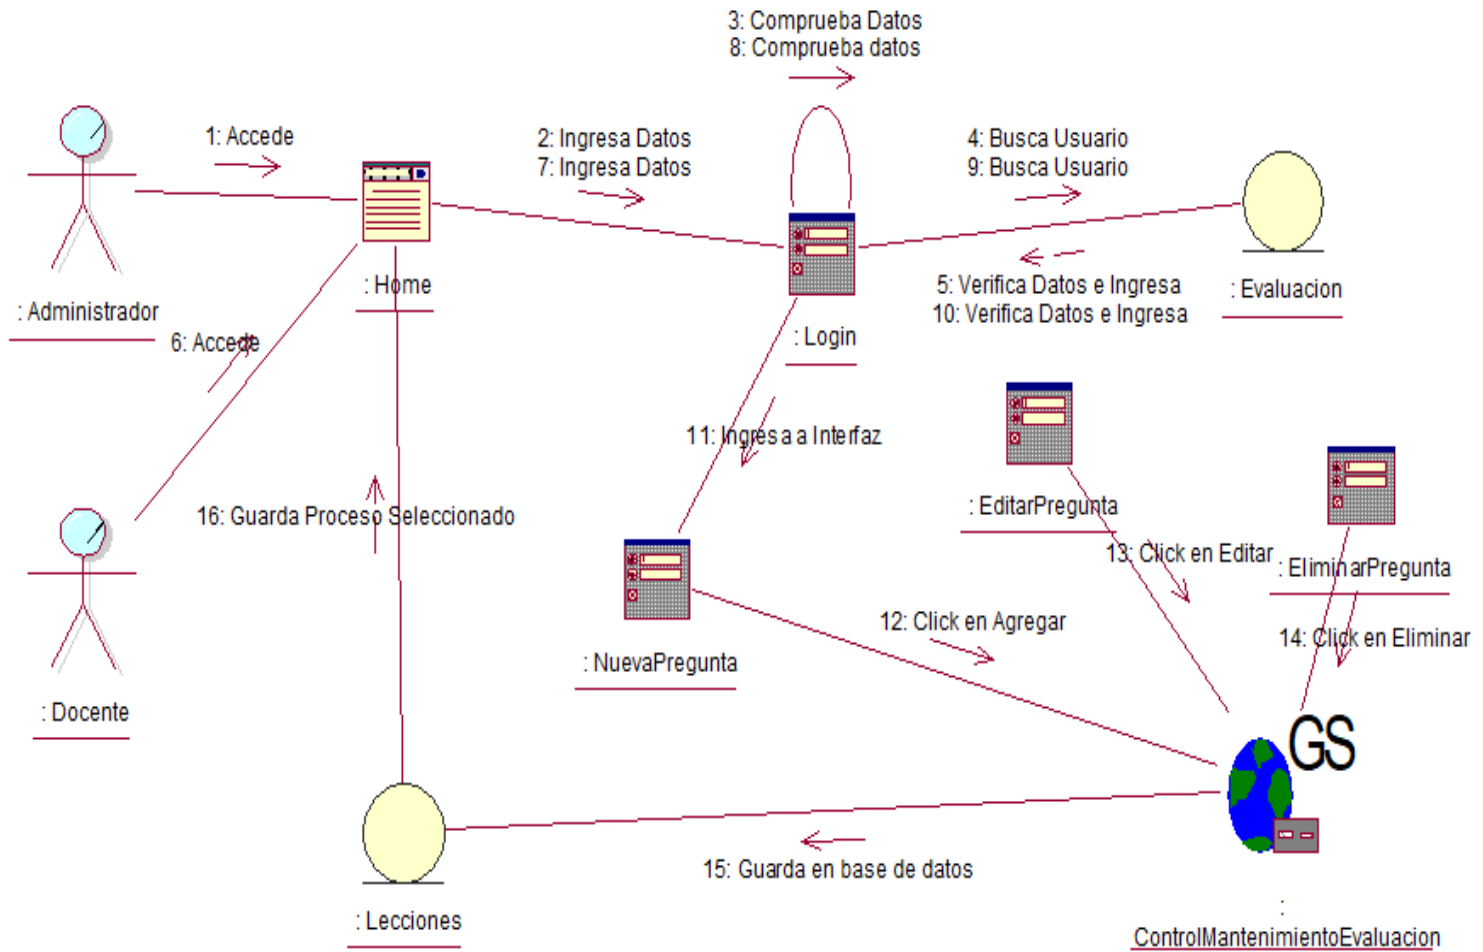 3: Comprueba Datos
8: Comprueba datos
1: Accede
2: Ingresa Datos
7: Ingresa Datos
4: Busca Usuario
9: Busca Usuario
: Administrador
: Home
5: Verifica Datos e Ingresa
10: Verifica Datos e Ingresa
: Evaluacion
: Login
6: Accede
11: Ingresa a Interfaz
: EditarPregunta
16: Guarda Proceso Seleccionado
13: Click en Editar
: EliminarPregunta
12: Click en Agregar
14: Click en Eliminar
: NuevaPregunta
: Docente
GS
15: Guarda en base de datos
: Lecciones
:
ControlMantenimientoEvaluacion